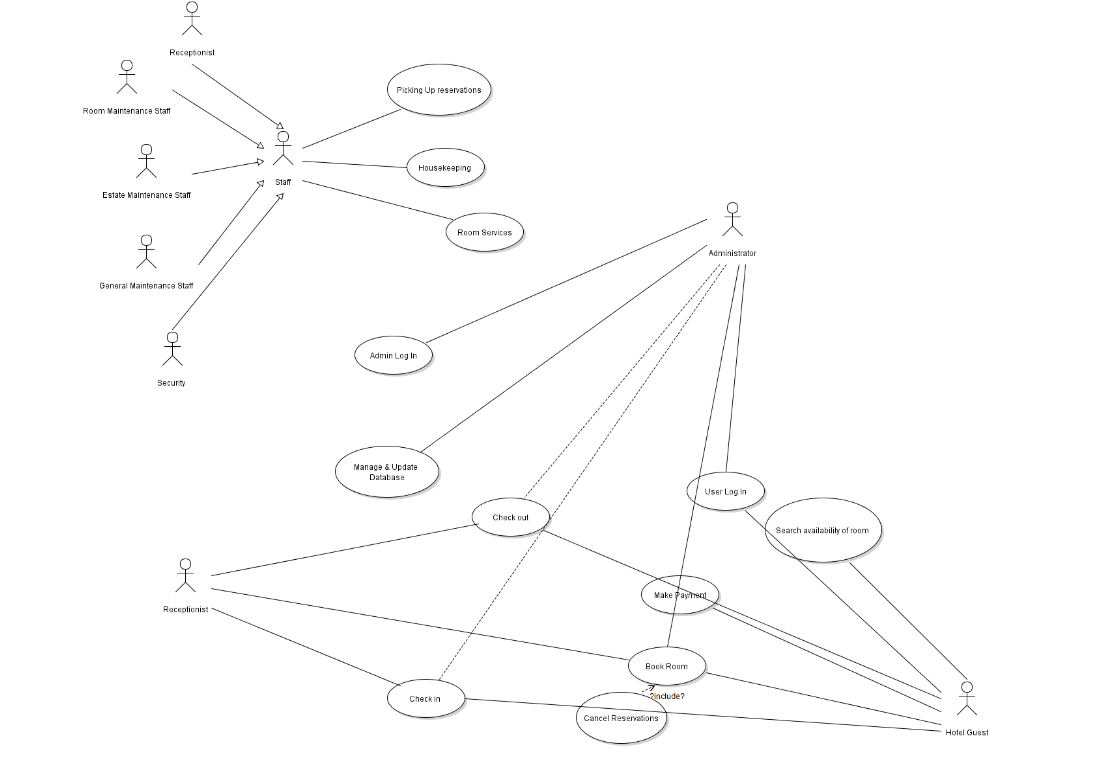 Receptionist
Room Maintenance Staff
Picking Up reservations
Housekeeping
Staff
Estate Maintenance Staff
Room Services
Administrator
General Maintenance Staff
Admin Log In
Security
Manage & Update
Database
User Log In
Check out
Search availability of room
Make Payment
Receptionist
Book Room
?include?
Check in
Cancel Reservations
Hotel Guest